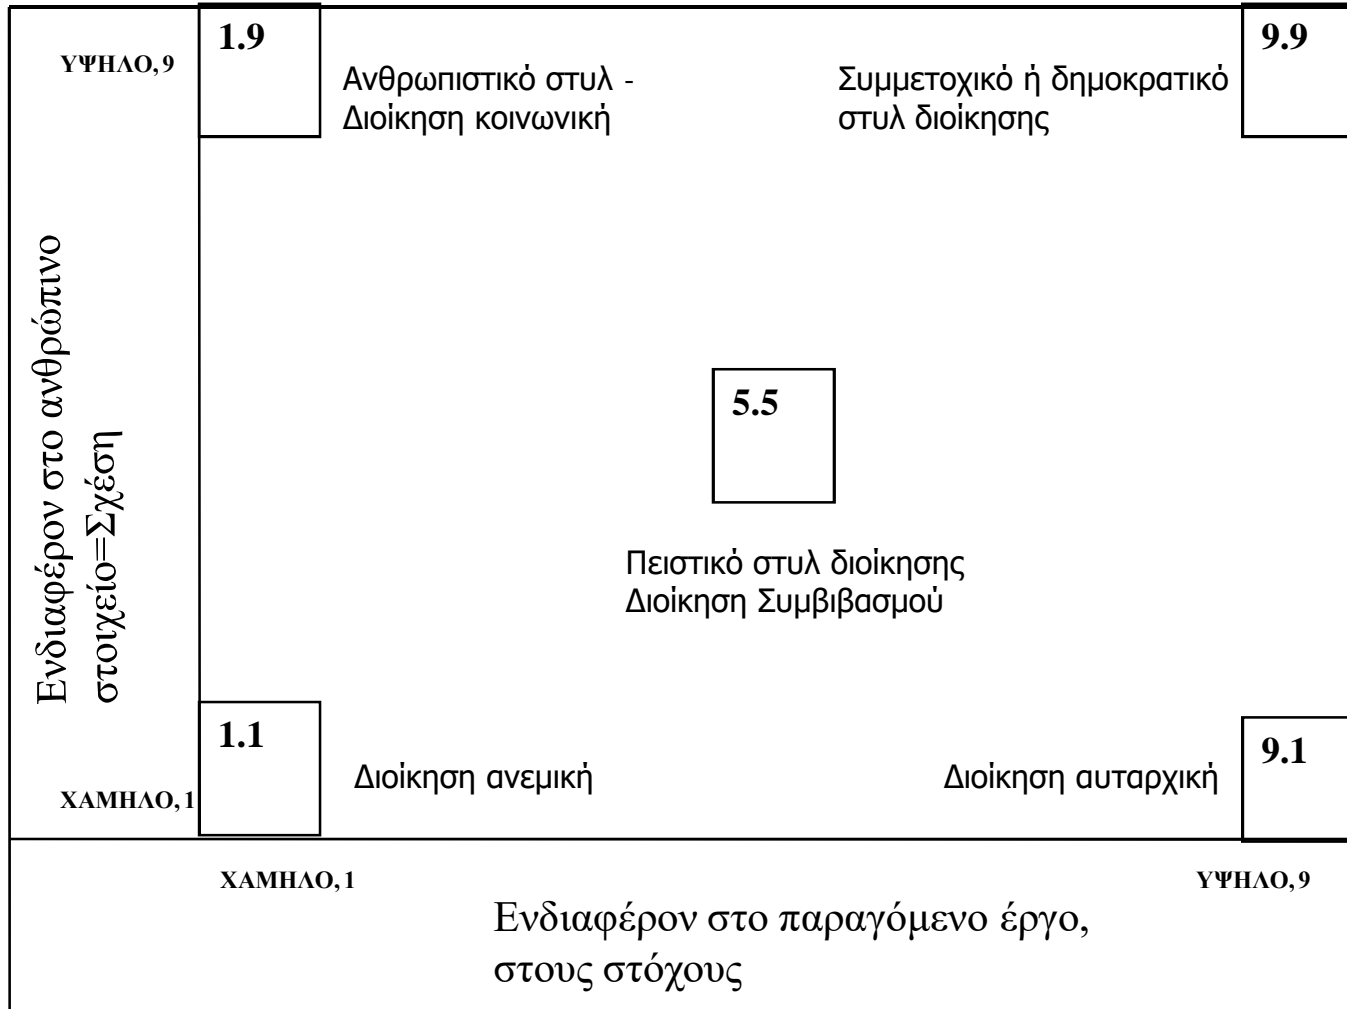 1.9
9.9
ΥΨΗΛΟ, 9
Ανθρωπιστικό στυλ -
Διοίκηση κοινωνική
Συμμετοχικό ή δημοκρατικό
στυλ διοίκησης
Ενδιαφέρον στο ανθρώπινο
στοιχείο=Σχέση
5.5
Πειστικό στυλ διοίκησης
Διοίκηση Συμβιβασμού
1.1
9.1
Διοίκηση ανεμική
Διοίκηση αυταρχική
ΧΑΜΗΛΟ, 1
ΧΑΜΗΛΟ, 1
ΥΨΗΛΟ, 9
Ενδιαφέρον στο παραγόμενο έργο,
στους στόχους